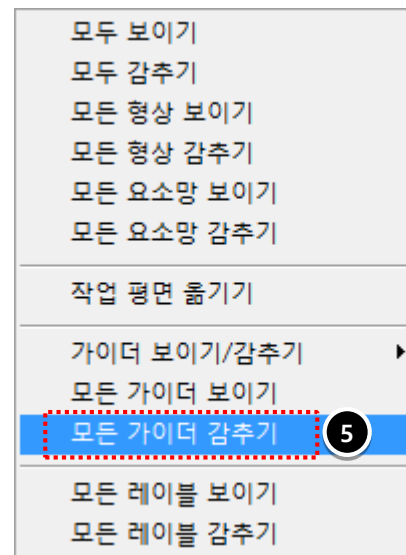 모두 보이기
모두 감추기
모든 형상 보이기
모든 형상 감추기
모든 요소망 보이기
모든 요소망 감추기
작업 평면 옮기기
가이더 보이기/감추기
모든 가이더 보이기
모든 가이더 감추기 5
모든 레이블 보이기
모든 레이블 감추기